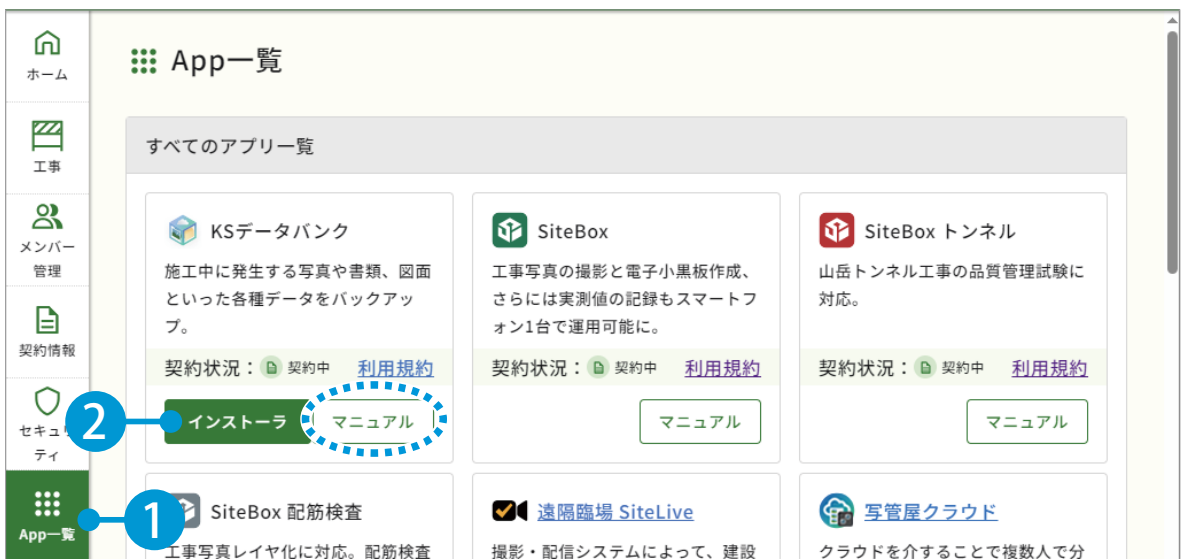 ホーム
工事
メンバー
管理
契約情報
セキュリ
ティ
App一覧
App一覧
すべてのアプリ一覧
KSデータバンク
施工中に発生する写真や書類、図面
といった各種データをバックアッ
プ。
契約状況： 契約中 利用規約
インストーラ マニュアル
SiteBox
工事写真の撮影と電子小黒板作成、
さらには実測値の記録もスマートフ
ォン1台で運用可能に。
契約状況： 契約中 利用規約
マニュアル
SiteBox トンネル
山岳トンネル工事の品質管理試験に
対応。
契約状況： 契約中 利用規約
マニュアル
SiteBox 配筋検査
工事写真レイヤ化に対応。配筋検査
遠隔臨場 SiteLive
撮影・配信システムによって、建設
写管屋クラウド
クラウドを介することで複数人で分
2
1